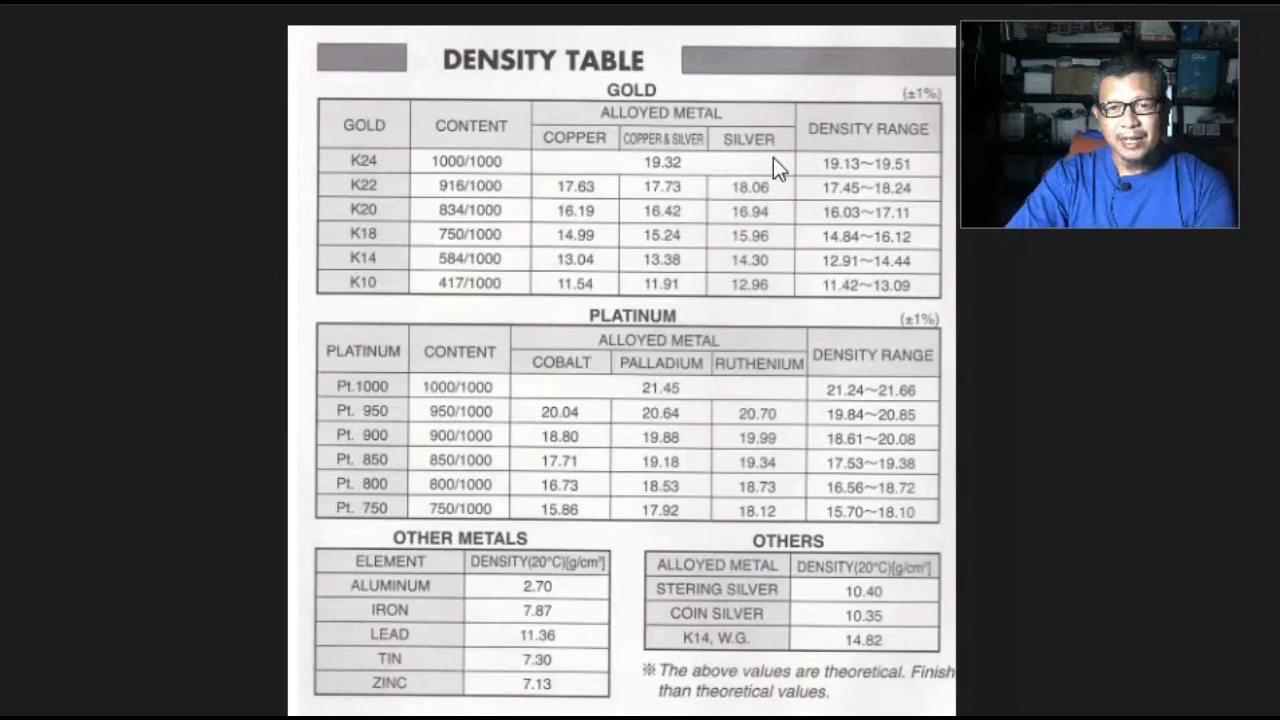 DENSITY TABLE
GOLD (±1%)
GOLD CONTENT ALLOYED METAL DENSITY RANGE
COPPER COPPER & SILVER SILVER
K24 1000/1000 19.32 19.13~19.51
K22 916/1000 17.63 17.73 18.06 17.45~18.24
K20 834/1000 16.19 16.42 16.94 16.03~17.11
K18 750/1000 14.99 15.24 15.96 14.84~16.12
K14 584/1000 13.04 13.38 14.30 12.91~14.44
K10 417/1000 11.54 11.91 12.96 11.42~13.09
PLATINUM (±1%)
PLATINUM CONTENT ALLOYED METAL DENSITY RANGE
COBALT PALLADIUM RUTHENIUM
Pt.1000 1000/1000 21.45 21.24~21.66
Pt. 950 950/1000 20.04 20.64 20.70 19.84~20.85
Pt. 900 900/1000 18.80 19.88 19.99 18.61~20.08
Pt. 850 850/1000 17.71 19.18 19.34 17.53~19.38
Pt. 800 800/1000 16.73 18.53 18.73 16.56~18.72
Pt. 750 750/1000 15.86 17.92 18.12 15.70~18.10
OTHER METALS
ELEMENT DENSITY(20°C)[g/cm³]
ALUMINUM 2.70
IRON 7.87
LEAD 11.36
TIN 7.30
ZINC 7.13
OTHERS
ALLOYED METAL DENSITY(20°C)[g/cm³]
STERING SILVER 10.40
COIN SILVER 10.35
K14, W.G. 14.82
※ The above values are theoretical. Finish
than theoretical values.